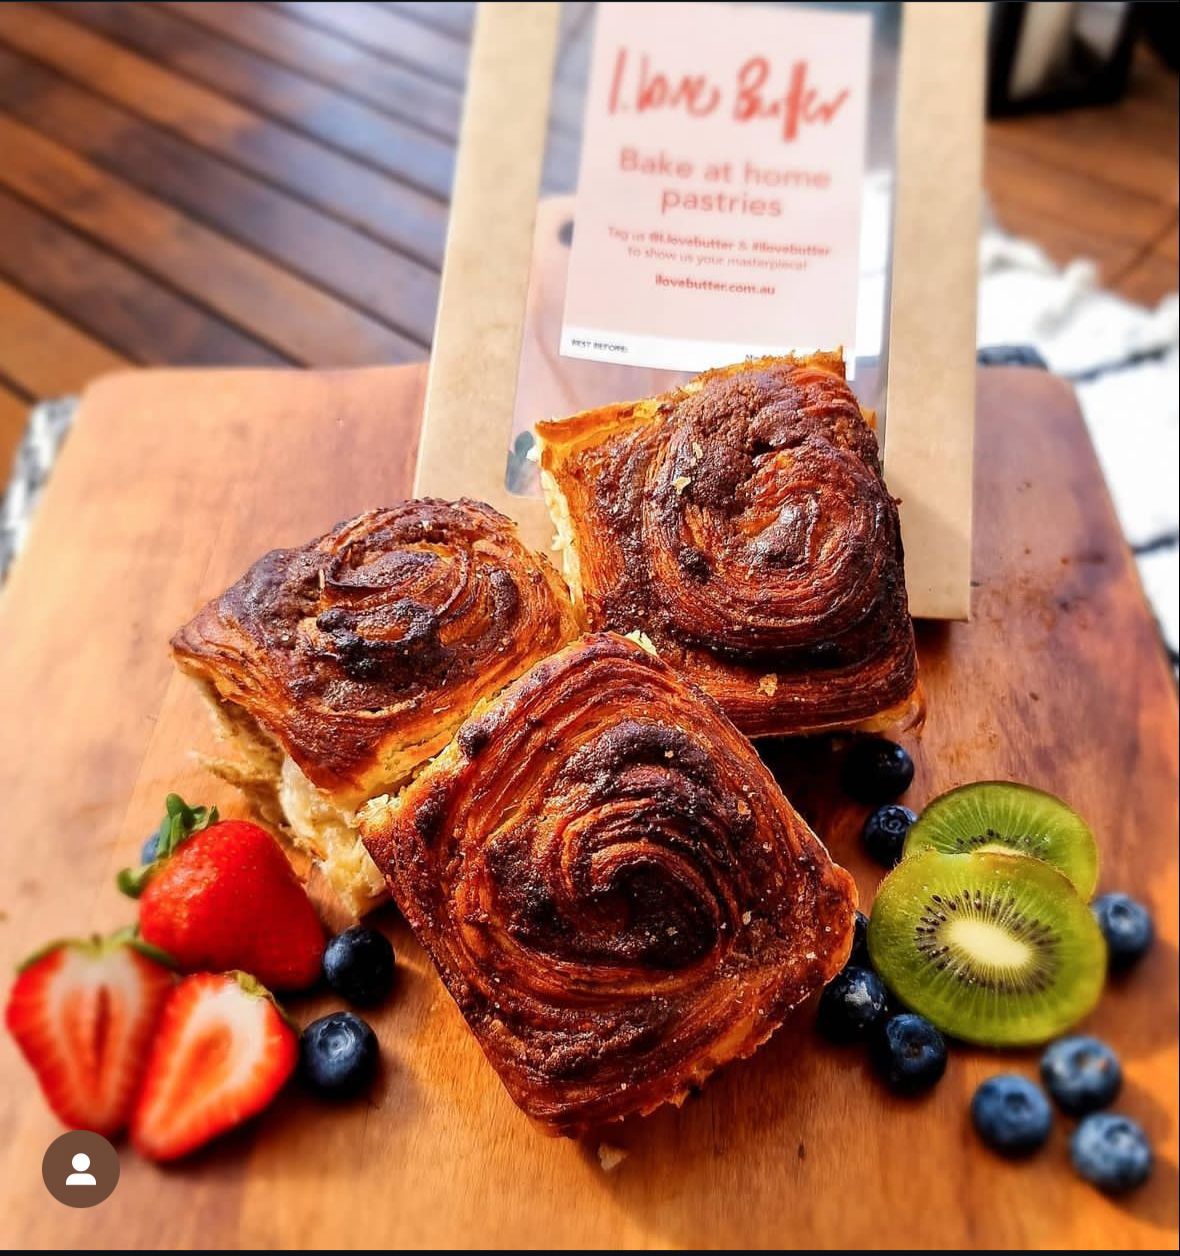 I love Butter
Bake at home
pastries
Tag us @I.lovebutter & #Ilovebutter
To show us your masterpiece!
ilovebutter.com.au
BEST BEFORE: